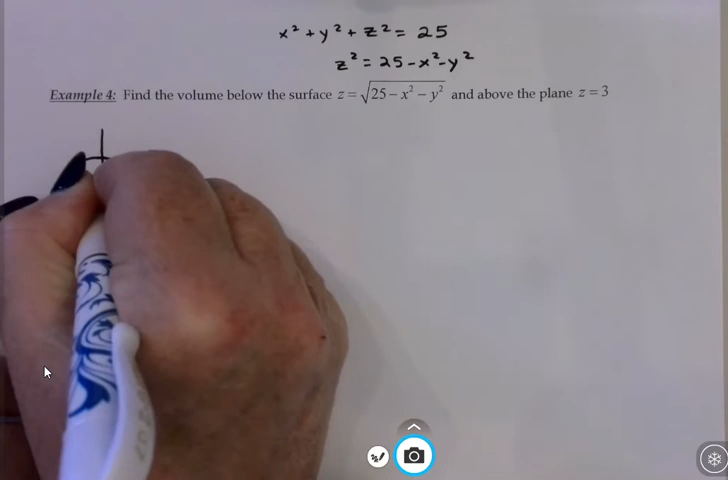 x² + y² + z² = 25
z² = 25 - x² - y²
Example 4: Find the volume below the surface z = √(25 − x² − y²) and above the plane z = 3